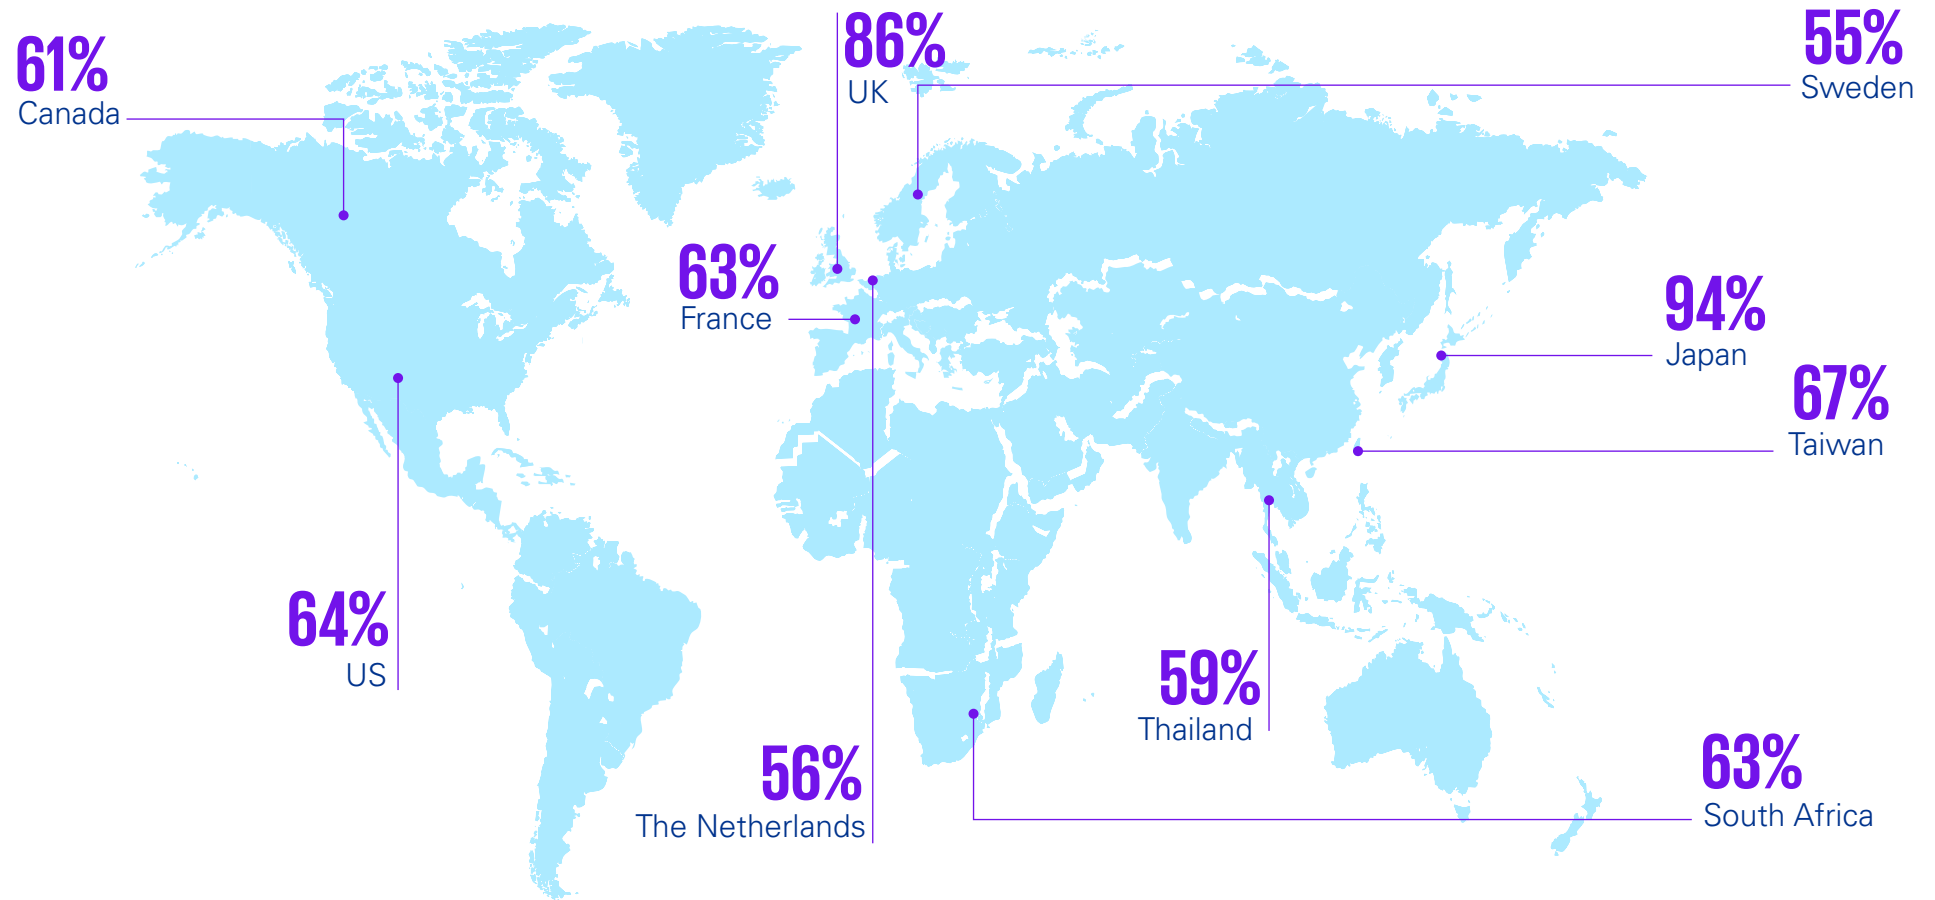 61%
Canada
86%
UK
55%
Sweden
63%
France
94%
Japan
67%
Taiwan
64%
US
59%
Thailand
56%
The Netherlands
63%
South Africa